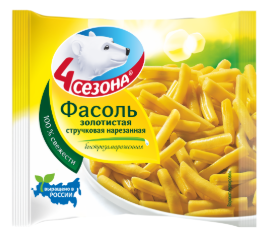 4 СЕЗОНА®
Фасоль
золотистая
стручковая нарезанная
быстрозамороженная
100% свежести
выращено в
РОССИИ